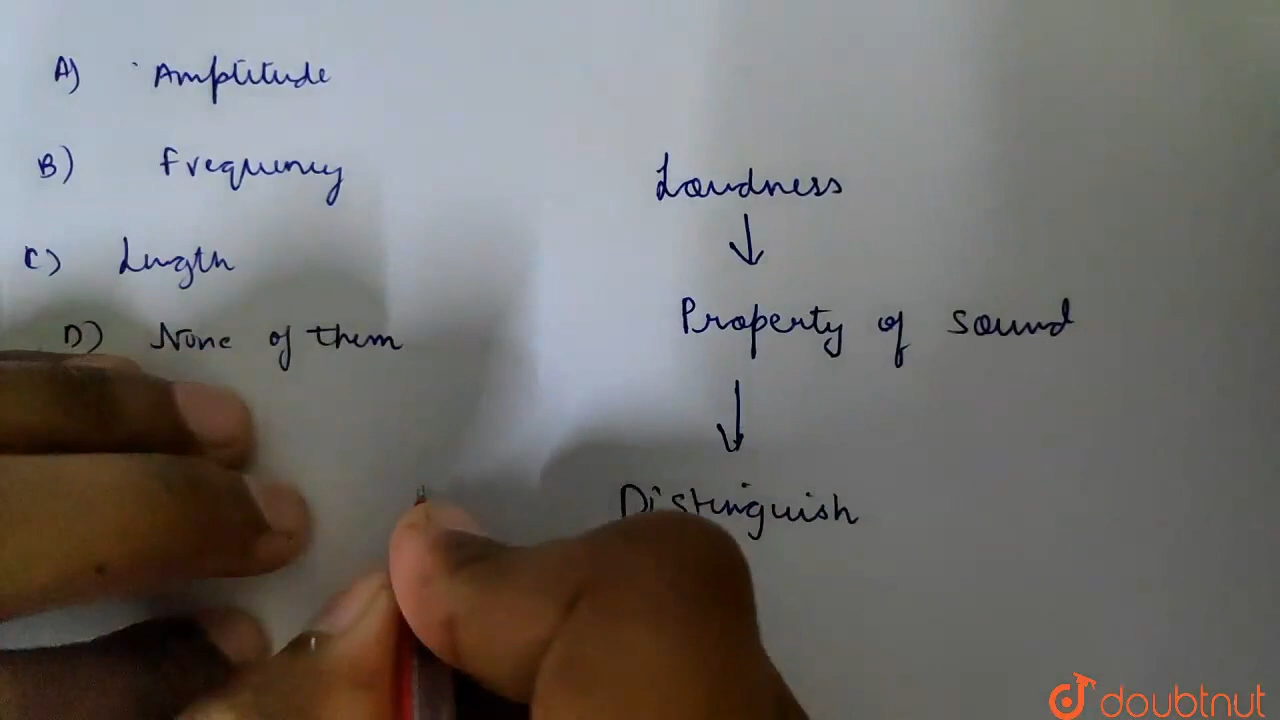 A) Amplitude
B) Frequency
C) Length
D) None of them
Loudness
↓
Property of sound
↓
Distinguish
doubtnut